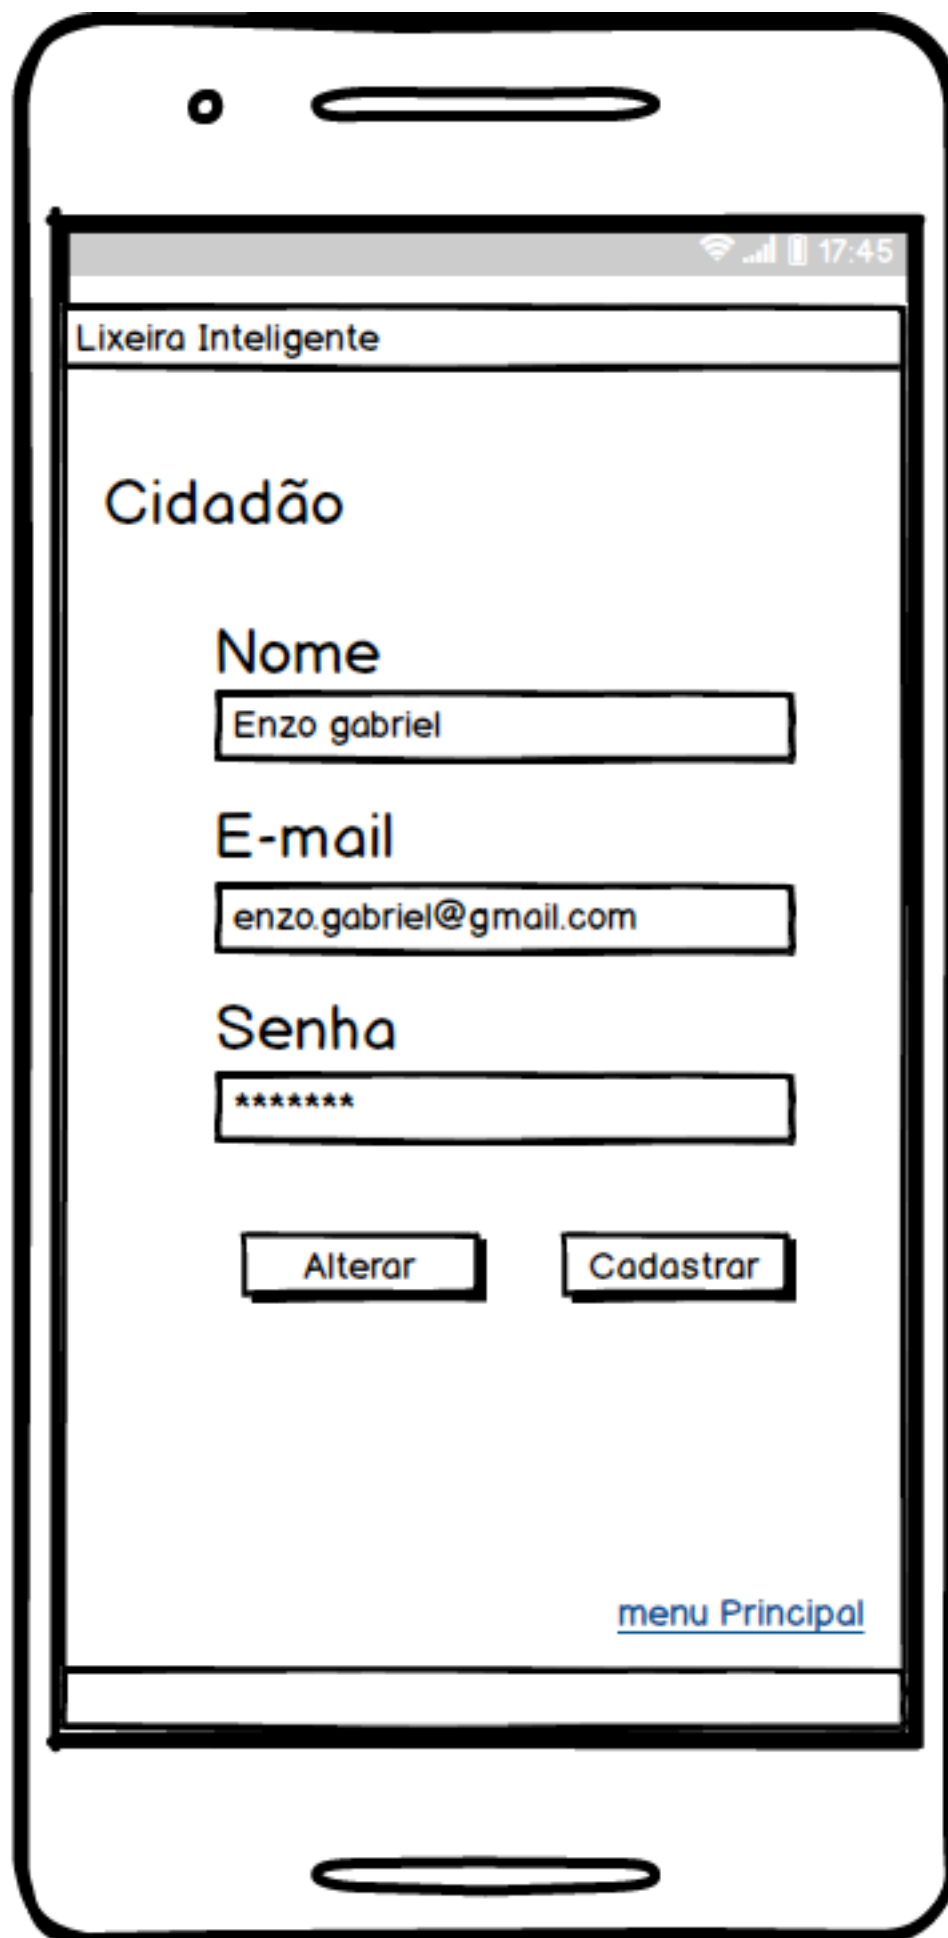 17:45
Lixeira Inteligente
Cidadão
Nome
Enzo gabriel
E-mail
enzo.gabriel@gmail.com
Senha
*******
Alterar Cadastrar
menu Principal